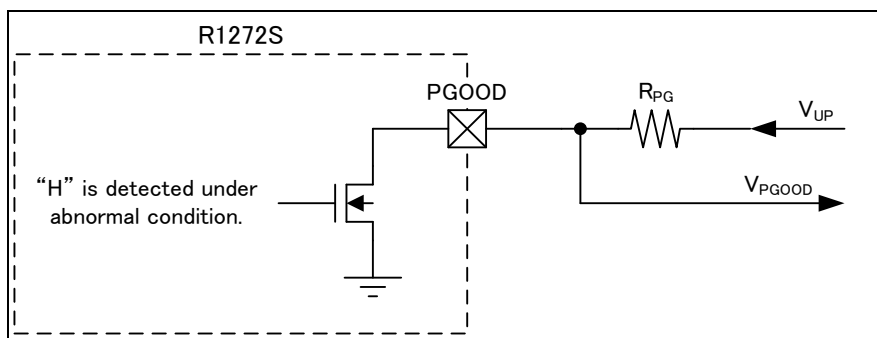 R1272S
PGOOD
RPG
VUP
“H” is detected under
abnormal condition.
VPGOOD